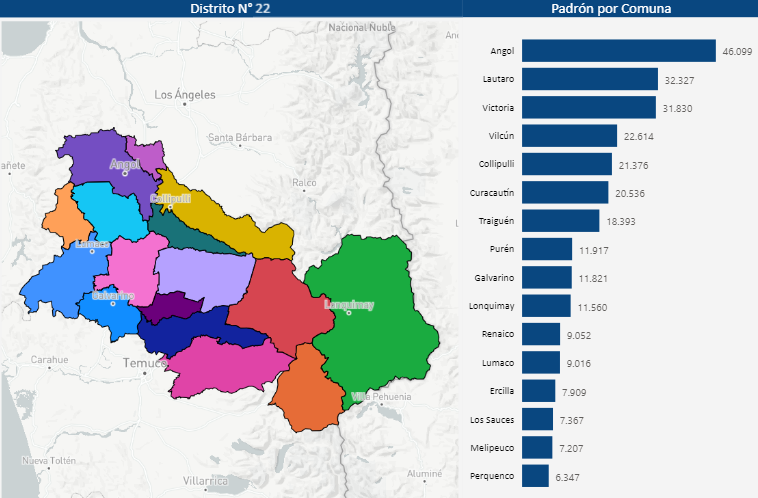 Distrito N° 22
Padrón por Comuna
Nacional Ñuble
Los Ángeles
Santa Bárbara
añete
Angol
Ralco
Collipulli
Lumaco
Galvarino
Lonquimay
Carahue
Temuco
Villa Pehuenia
Nueva Toltén
Villarrica
Aluminé
Angol 46.099
Lautaro 32.327
Victoria 31.830
Vilcún 22.614
Collipulli 21.376
Curacautín 20.536
Traiguén 18.393
Purén 11.917
Galvarino 11.821
Lonquimay 11.560
Renaico 9.052
Lumaco 9.016
Ercilla 7.909
Los Sauces 7.367
Melipeuco 7.207
Perquenco 6.347